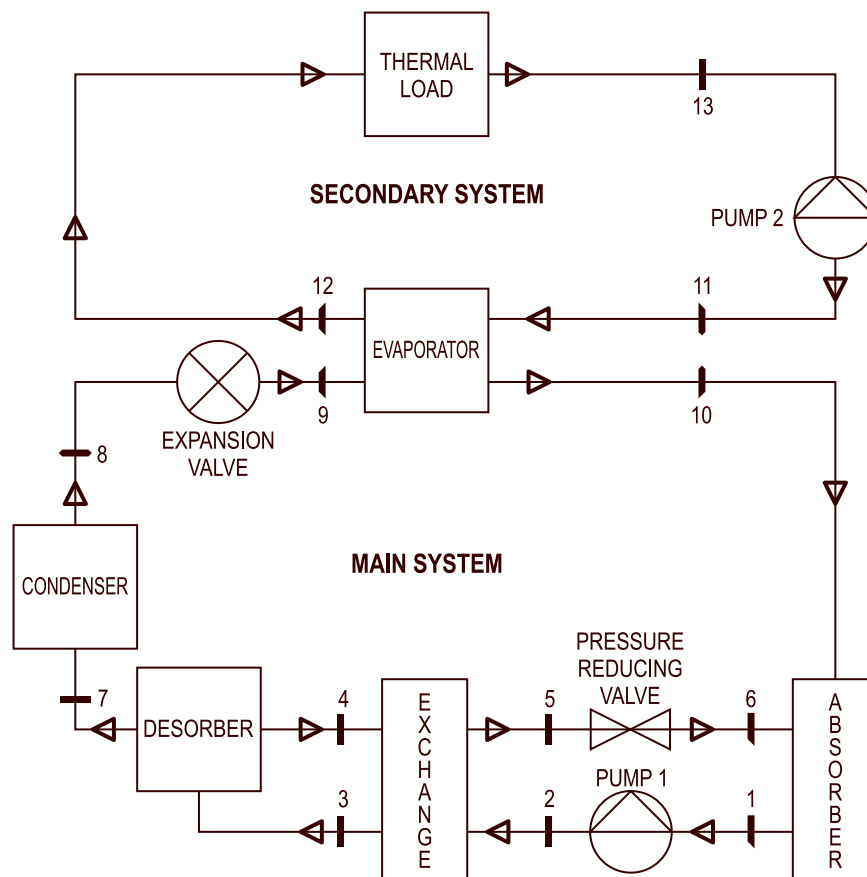 THERMAL
LOAD
13
SECONDARY SYSTEM
PUMP 2
12
11
EVAPORATOR
9
10
EXPANSION
VALVE
8
MAIN SYSTEM
CONDENSER
PRESSURE
REDUCING
VALVE
7
4
5
6
DESORBER
EXCHANGE
ABSORBER
PUMP 1
3
2
1